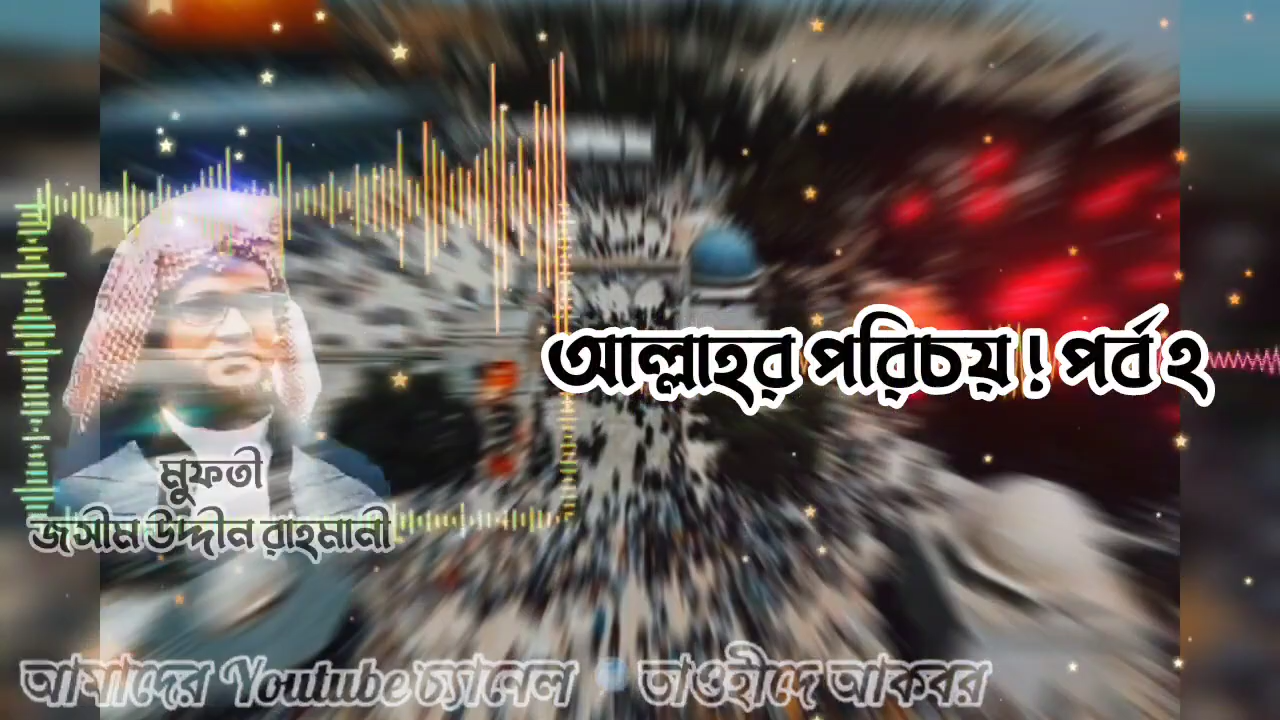 আল্লাহর পরিচয় ! পর্ব ২
মুফতী
জসীম উদ্দীন রাহমানী
আমাদের Youtube চ্যানেল তাওহীদে আকবর